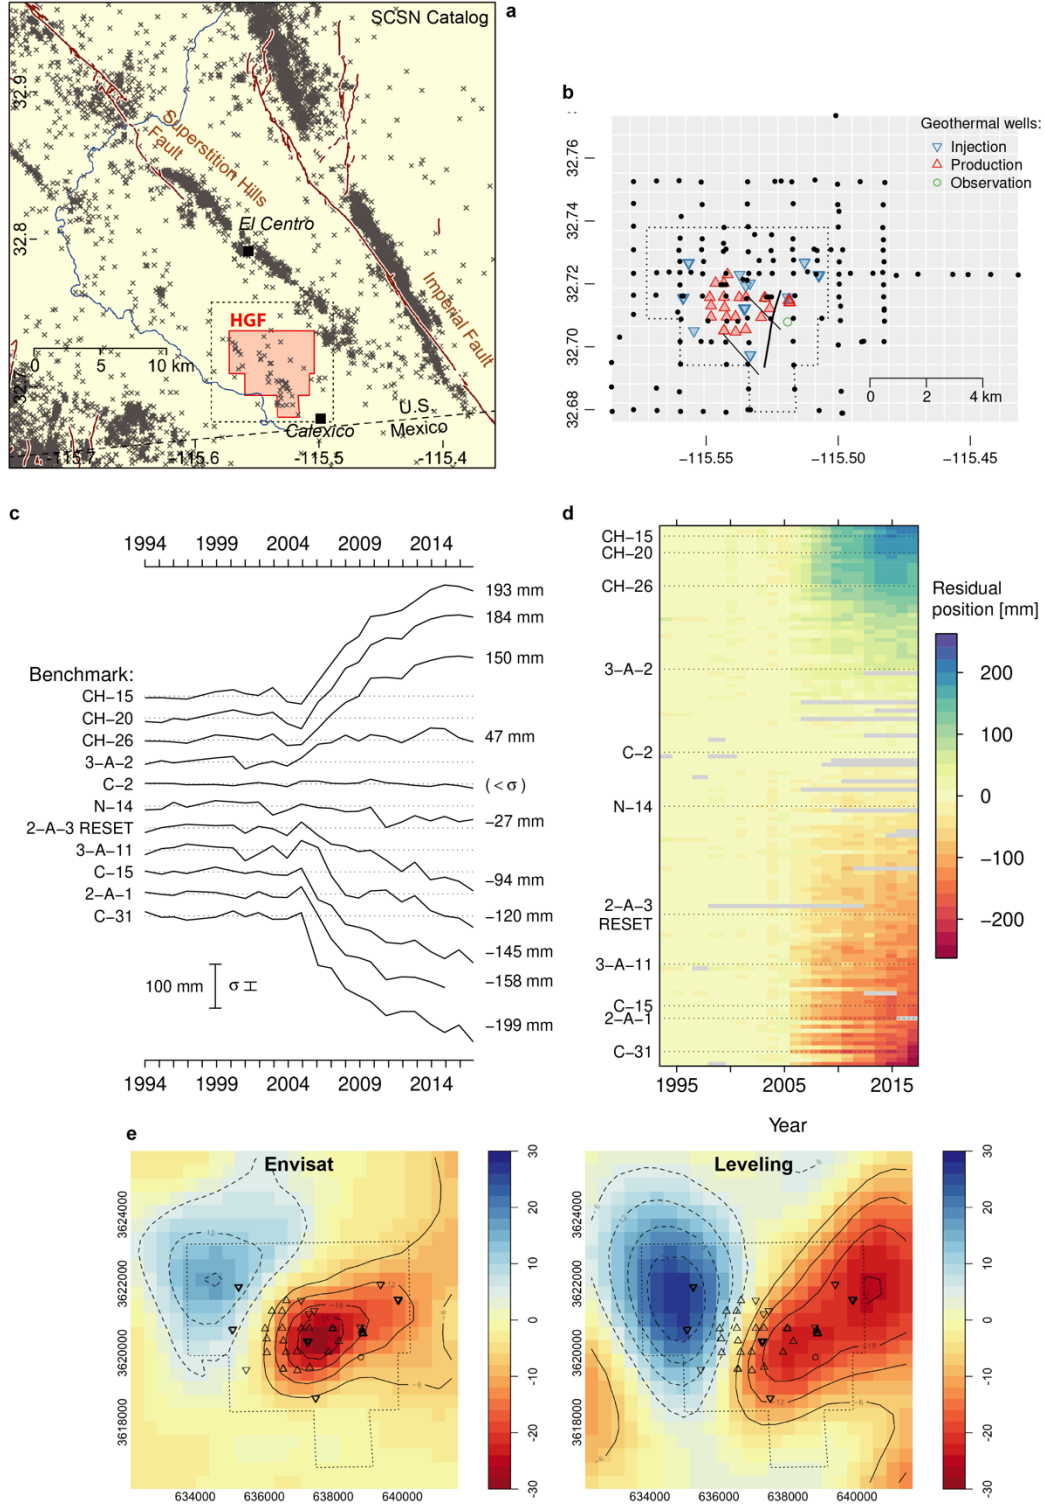 SCSN Catalog
a
32.9
Superstition Hills
Fault
El Centro
32.8
Imperial Fault
HGF
0 5 10 km
32.7
U.S.
Mexico
Calexico
-115.7 -115.6 -115.5 -115.4
b
Geothermal wells:
Injection
Production
Observation
32.76
32.74
32.72
32.70
32.68
0 2 4 km
−115.55 −115.50 −115.45
c
1994 1999 2004 2009 2014
193 mm
184 mm
150 mm
Benchmark:
CH−15
CH−20
CH−26
47 mm
3−A−2
C−2
(< σ)
N−14
−27 mm
2−A−3 RESET
3−A−11
C−15
−94 mm
2−A−1
C−31
−120 mm
−145 mm
100 mm
σ
−158 mm
−199 mm
1994 1999 2004 2009 2014
d
CH−15
CH−20
CH−26
3−A−2
C−2
N−14
2−A−3
RESET
3−A−11
C−15
2−A−1
C−31
1995 2005 2015
Year
Residual
position [mm]
200
100
0
−100
−200
e
Envisat
3624000
3622000
3620000
3618000
634000 636000 638000 640000
30
20
10
0
-10
-20
-30
Leveling
3624000
3622000
3620000
3618000
634000 636000 638000 640000
30
20
10
0
-10
-20
-30